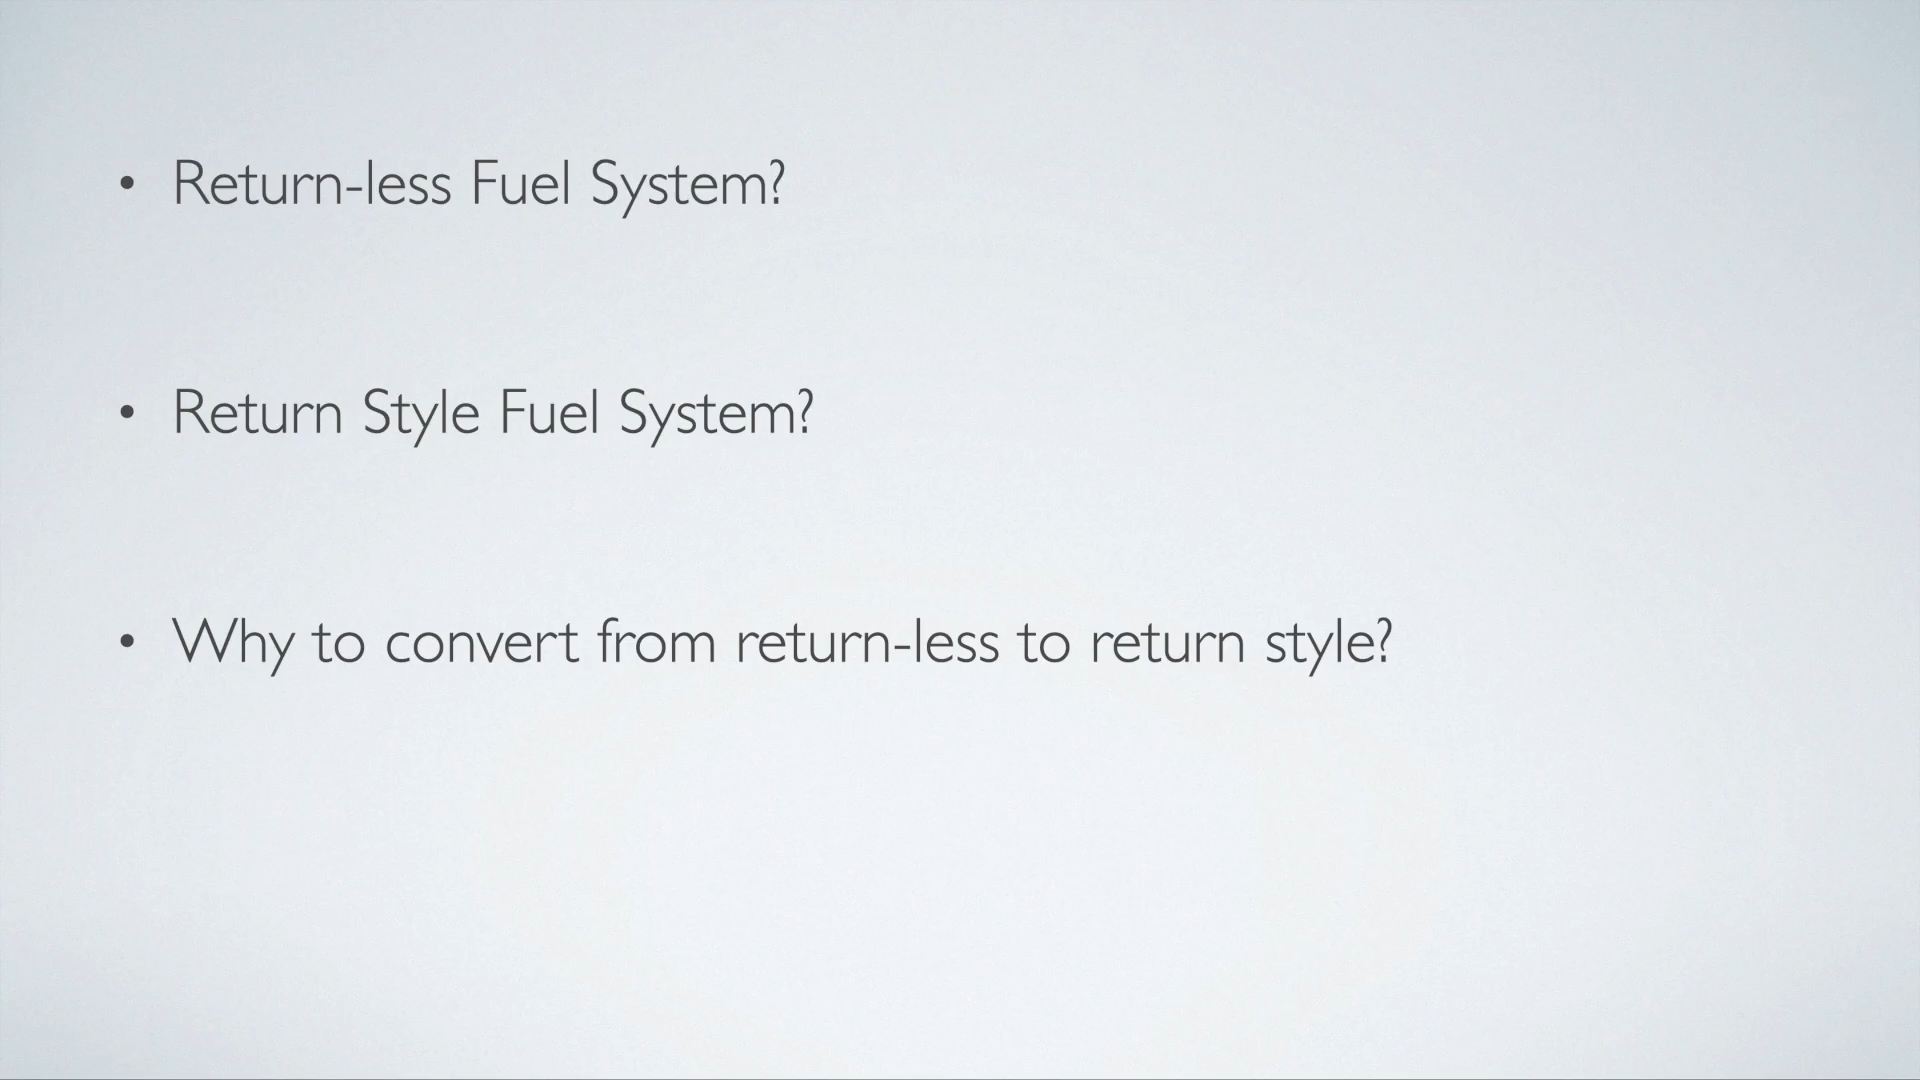 • Return-less Fuel System?
• Return Style Fuel System?
• Why to convert from return-less to return style?